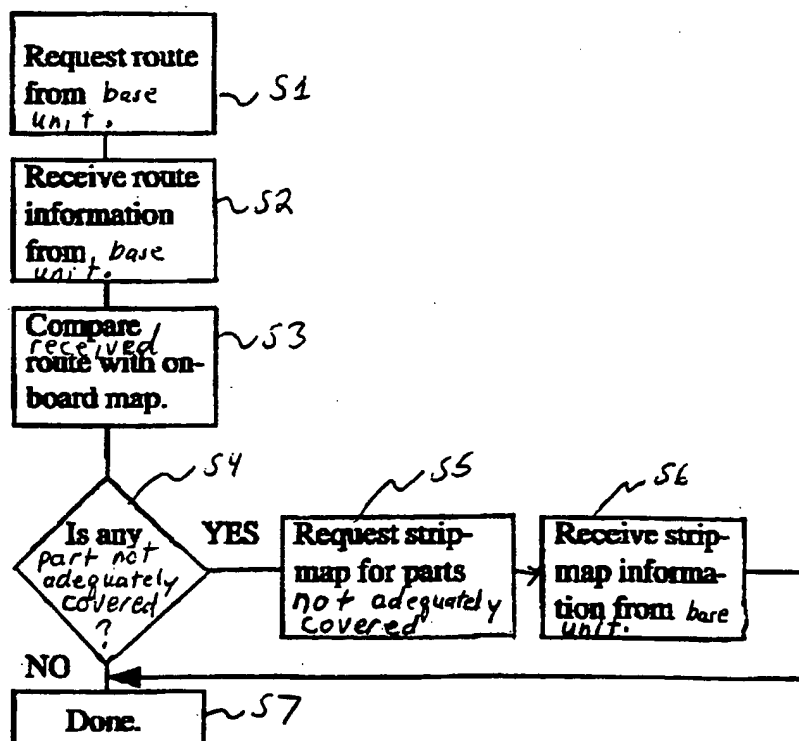 Request route
from base
unit.
S1
Receive route
information
from, base
unit.
S2
Compare
received
route with on-
board map.
S3
S4
Is any
part not
adequately
covered
?
YES
NO
S5
Request strip-
map for parts
not adequately
covered
S6
Receive strip-
map informa-
tion from base
unit.
Done.
S7